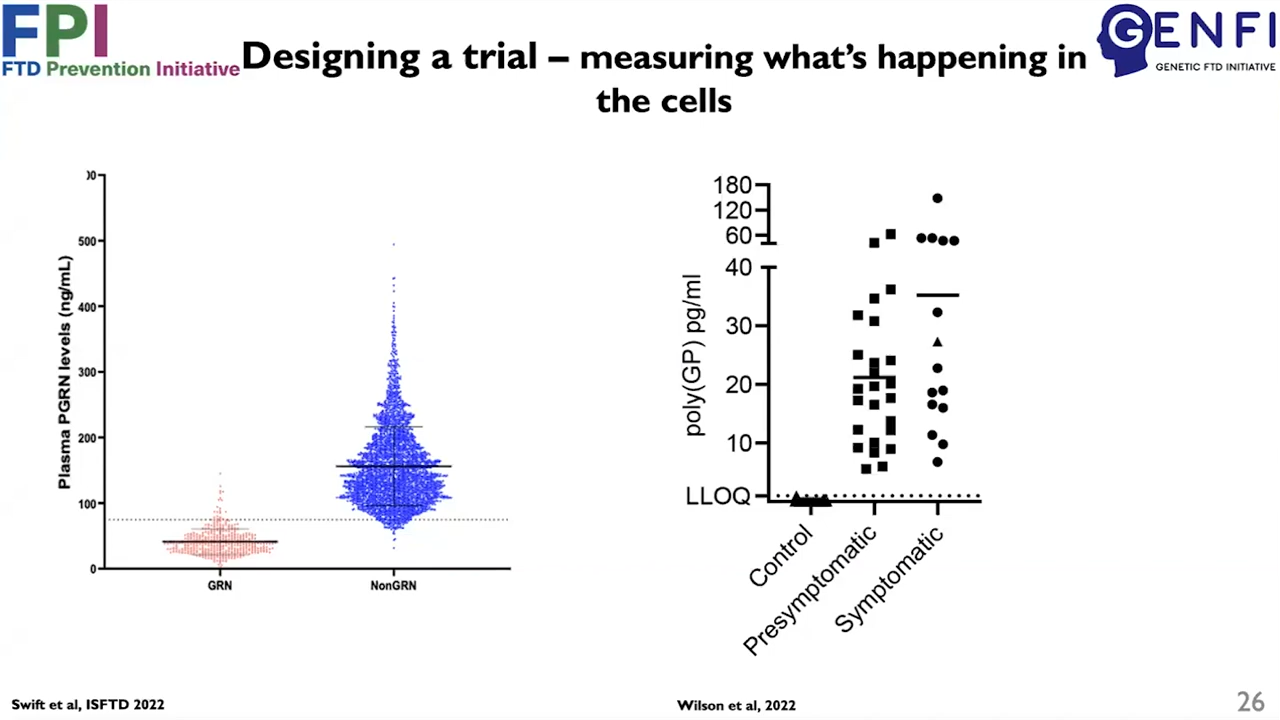 FPI
FTD Prevention Initiative
GENFI
GENETIC FTD INITIATIVE
Designing a trial – measuring what's happening in
the cells
Plasma PGRN levels (ng/mL)
00
500
400
300
200
100
0
GRN
NonGRN
poly(GP) pg/ml
180
120
60
40
30
20
10
LLOQ
Control
Presymptomatic
Symptomatic
Swift et al, ISFTD 2022
Wilson et al, 2022
26